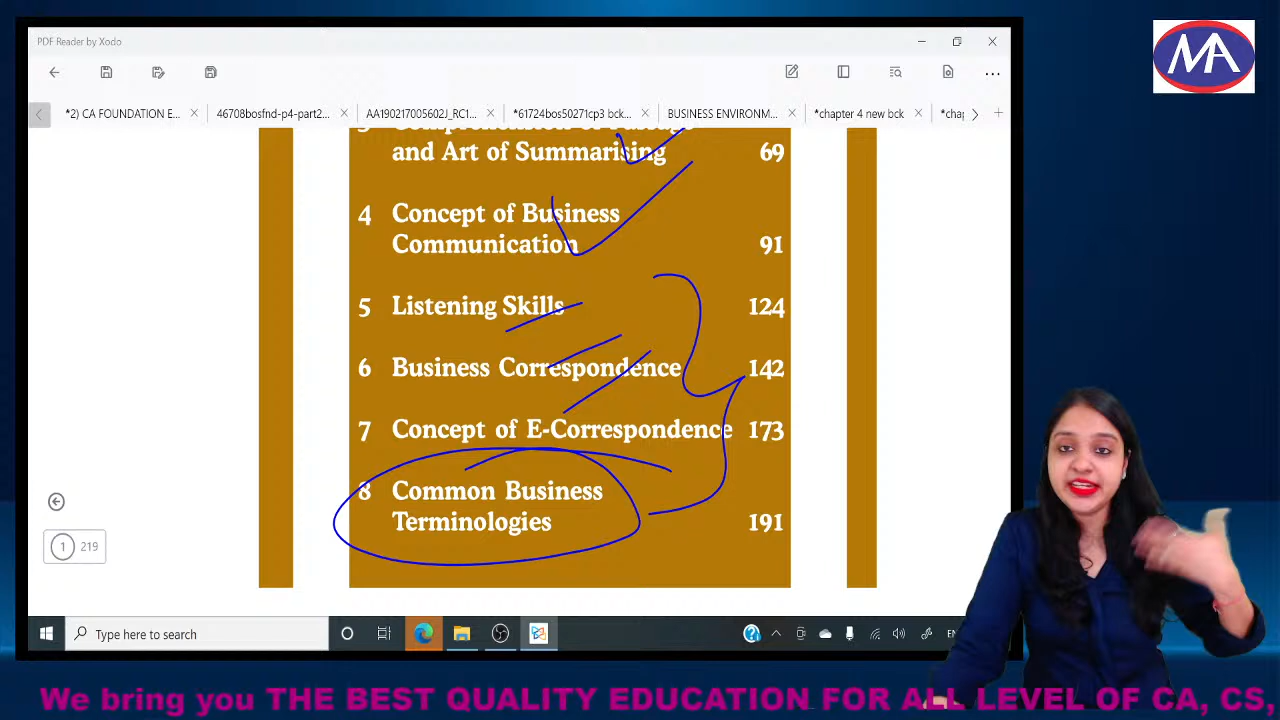 PDF Reader by Xodo
MA
*2) CA FOUNDATION E...
46708bosfnd-p4-part2...
AA190217005602J_RC1...
*61724bos50271cp3 bck...
BUSINESS ENVIRONM...
*chapter 4 new bck
*chap
3
and Art of Summarising 69
4 Concept of Business
Communication 91
5 Listening Skills 124
6 Business Correspondence 142
7 Concept of E-Correspondence 173
8 Common Business
Terminologies 191
1 219
Type here to search
We bring you THE BEST QUALITY EDUCATION FOR ALL LEVEL OF CA, CS,